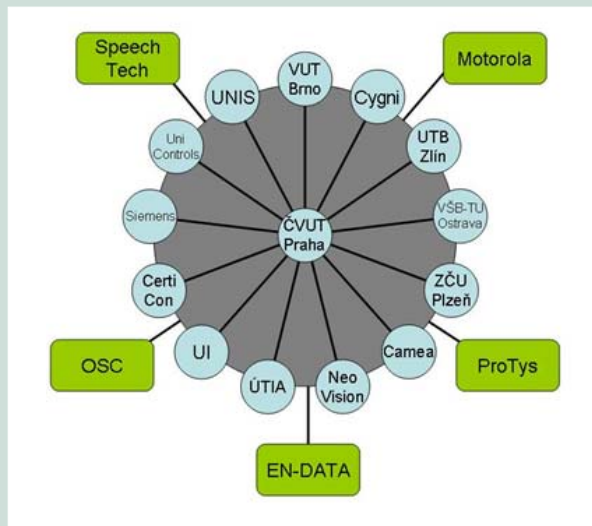 Speech
Tech
Motorola
VUT
Brno
UNIS
Cygni
Uni
Controls
UTB
Zlín
Siemens
ČVUT
Praha
VŠB-TU
Ostrava
Certi
Con
ZČU
Plzeň
OSC
UI
ÚTIA
Neo
Vision
Camea
ProTys
EN-DATA